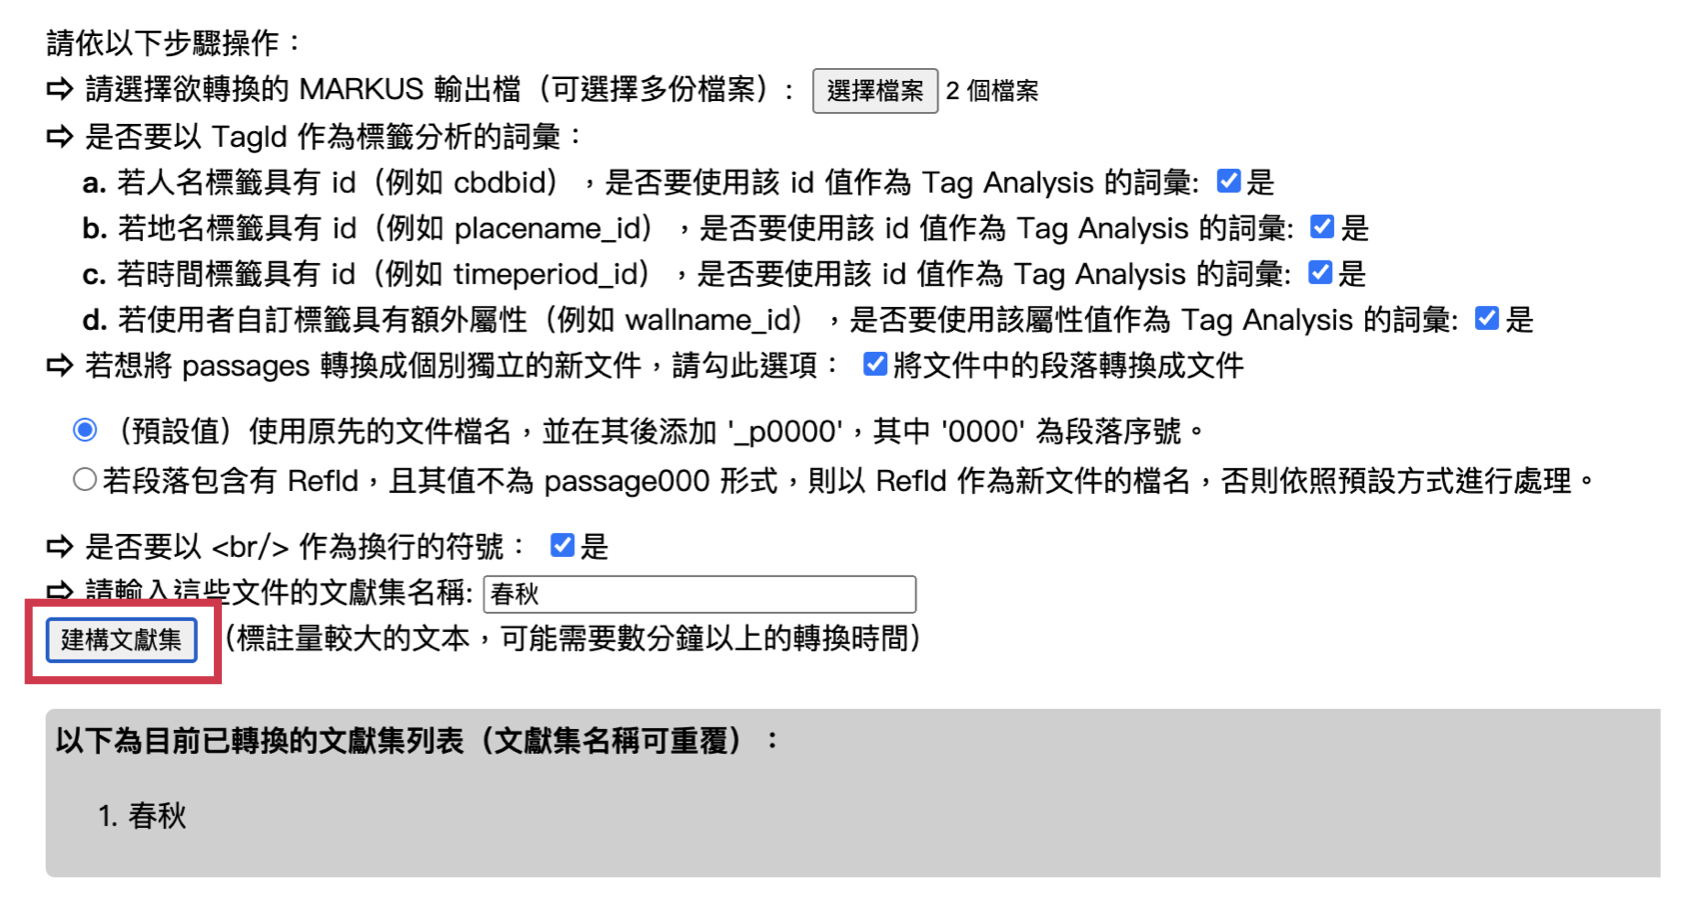 請依以下步驟操作：
⇨ 請選擇欲轉換的 MARKUS 輸出檔（可選擇多份檔案）： 選擇檔案 2 個檔案
⇨ 是否要以 TagId 作為標籤分析的詞彙：
a. 若人名標籤具有 id（例如 cbdbid），是否要使用該 id 值作為 Tag Analysis 的詞彙: 是
b. 若地名標籤具有 id（例如 placename_id），是否要使用該 id 值作為 Tag Analysis 的詞彙: 是
c. 若時間標籤具有 id（例如 timeperiod_id），是否要使用該 id 值作為 Tag Analysis 的詞彙: 是
d. 若使用者自訂標籤具有額外屬性（例如 wallname_id），是否要使用該屬性值作為 Tag Analysis 的詞彙: 是
⇨ 若想將 passages 轉換成個別獨立的新文件，請勾此選項： 將文件中的段落轉換成文件
（預設值）使用原先的文件檔名，並在其後添加 '_p0000'，其中 '0000' 為段落序號。
若段落包含有 RefId，且其值不為 passage000 形式，則以 RefId 作為新文件的檔名，否則依照預設方式進行處理。
⇨ 是否要以 <br/> 作為換行的符號： 是
⇨ 請輸入這些文件的文獻集名稱: 春秋
建構文獻集 （標註量較大的文本，可能需要數分鐘以上的轉換時間）
以下為目前已轉換的文獻集列表（文獻集名稱可重覆）：
1. 春秋